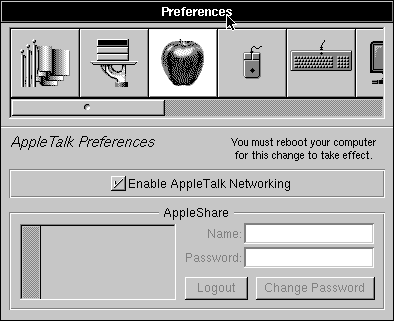 Preferences
AppleTalk Preferences
You must reboot your computer
for this change to take effect.
Enable AppleTalk Networking
AppleShare
Name:
Password:
Logout
Change Password